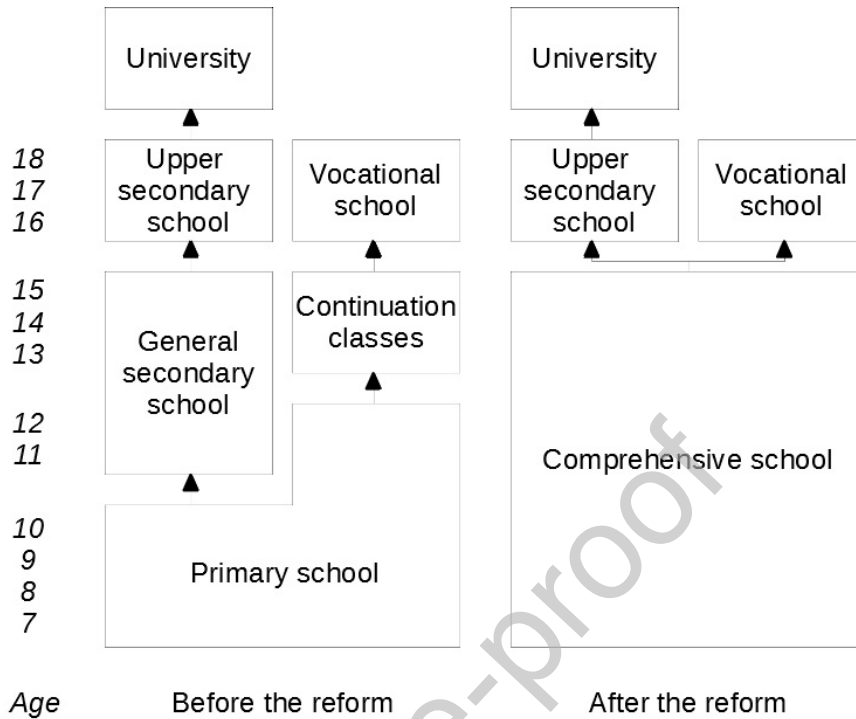 University
University
18
17
16
Upper
secondary
school
Vocational
school
Upper
secondary
school
Vocational
school
15
14
13
General
secondary
school
Continuation
classes
12
11
Comprehensive school
10
9
8
7
Primary school
Age
Before the reform
After the reform
e-proof